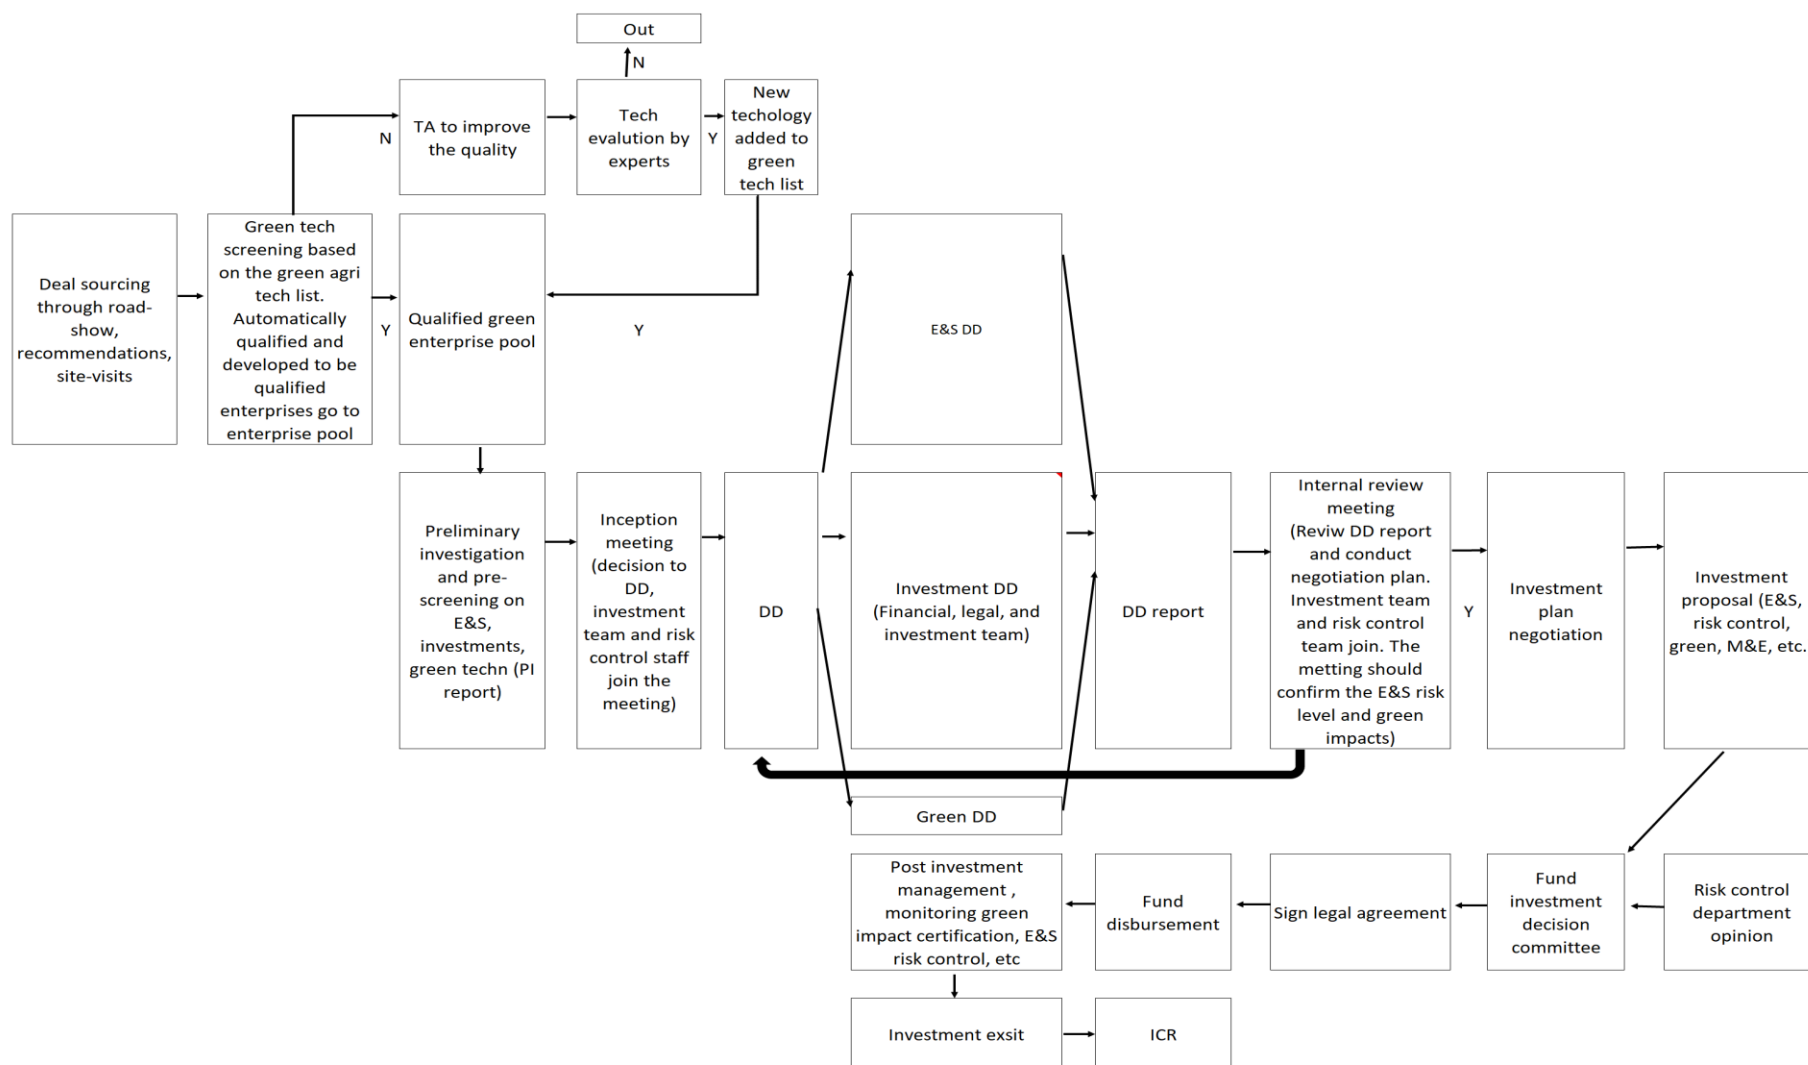 Out
N
TA to improve
the quality
N
Tech
evalution by
experts
Y
New
techology
added to
green
tech list
Deal sourcing
through road-
show,
recommendations,
site-visits
Green tech
screening based
on the green agri
tech list.
Automatically
qualified and
developed to be
qualified
enterprises go to
enterprise pool
Y
Qualified green
enterprise pool
Y
E&S DD
Preliminary
investigation
and pre-
screening on
E&S,
investments,
green techn (PI
report)
Inception
meeting
(decision to
DD,
investment
team and risk
control staff
join the
meeting)
DD
Investment DD
(Financial, legal, and
investment team)
DD report
Internal review
meeting
(Reviw DD report
and conduct
negotiation plan.
Investment team
and risk control
team join. The
metting should
confirm the E&S risk
level and green
impacts)
Y
Investment
plan
negotiation
Investment
proposal (E&S,
risk control,
green, M&E, etc.
Green DD
Post investment
management ,
monitoring green
impact certification, E&S
risk control, etc
Fund
disbursement
Sign legal agreement
Fund
investment
decision
committee
Risk control
department
opinion
Investment exsit
ICR